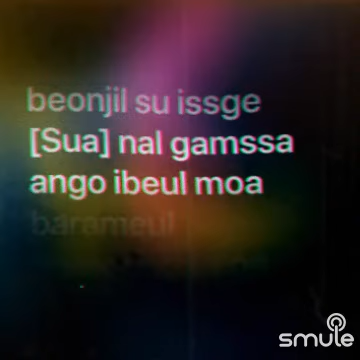 beonjil su issge
[Sua] nal gamssa
ango ibeul moa
barameul
smule